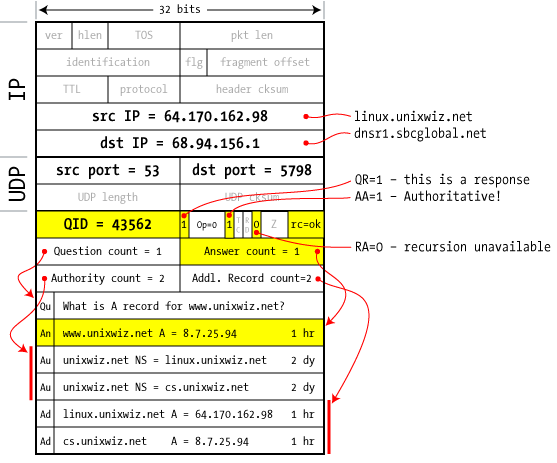 32 bits
ver hlen TOS pkt len
identification flg fragment offset
TTL protocol header cksum
IP
src IP = 64.170.162.98
linux.unixwiz.net
dst IP = 68.94.156.1
dnsr1.sbcglobal.net
UDP
src port = 53 dst port = 5798
QR=1 – this is a response
UDP length UDP cksum
AA=1 – Authoritative!
QID = 43562 1 Op=0 1 TC RD 0 Z rc=ok
RA=0 – recursion unavailable
Question count = 1 Answer count = 1
Authority count = 2 Addl. Record count=2
Qu What is A record for www.unixwiz.net?
An www.unixwiz.net A = 8.7.25.94 1 hr
Au unixwiz.net NS = linux.unixwiz.net 2 dy
Au unixwiz.net NS = cs.unixwiz.net 2 dy
Ad linux.unixwiz.net A = 64.170.162.98 1 hr
Ad cs.unixwiz.net A = 8.7.25.94 1 hr